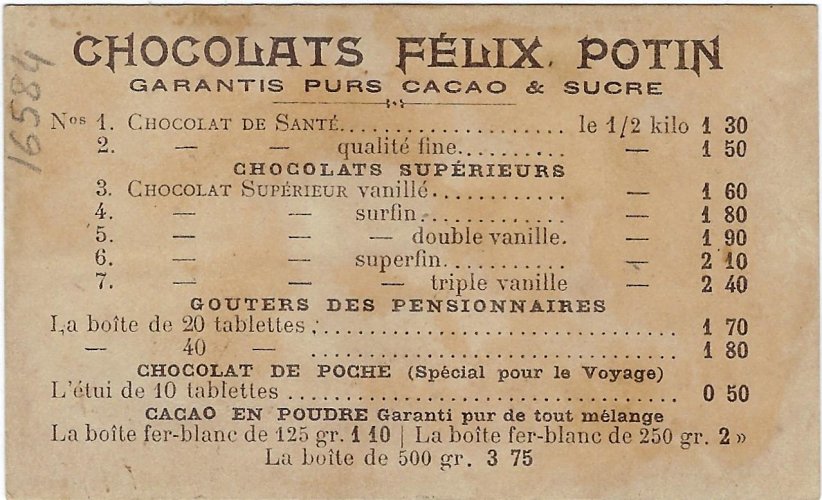 CHOCOLATS FÉLIX POTIN
GARANTIS PURS CACAO & SUCRE
Nos 1. CHOCOLAT DE SANTÉ.................... le 1/2 kilo 1 30
2. — — qualité fine.......... — 1 50
CHOCOLATS SUPÉRIEURS
3. CHOCOLAT SUPÉRIEUR vanillé............ — 1 60
4. — — surfin............. — 1 80
5. — — — double vanille. — 1 90
6. — — superfin........... — 2 10
7. — — — triple vanille — 2 40
GOUTERS DES PENSIONNAIRES
La boîte de 20 tablettes .................................. 1 70
— 40 — .................................. 1 80
CHOCOLAT DE POCHE (Spécial pour le Voyage)
L'étui de 10 tablettes .................................. 0 50
CACAO EN POUDRE Garanti pur de tout mélange
La boîte fer-blanc de 125 gr. 1 10 | La boîte fer-blanc de 250 gr. 2 »
La boîte de 500 gr. 3 75
16584